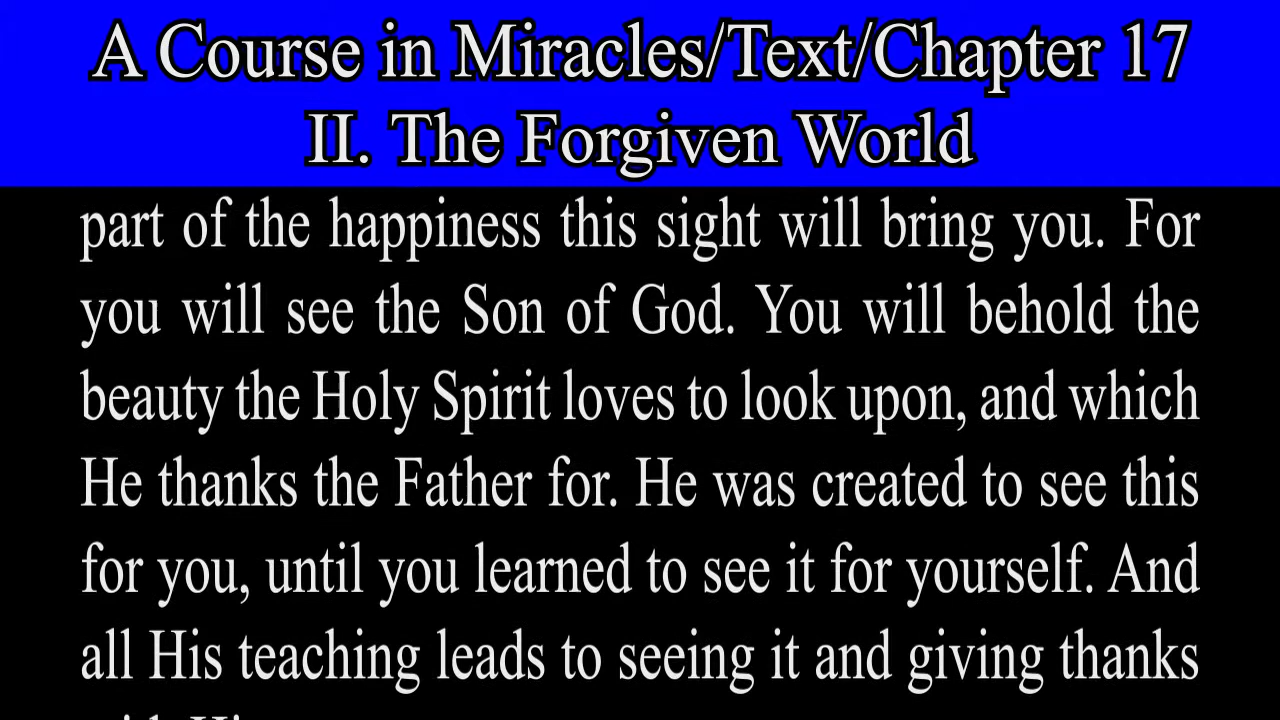 A Course in Miracles/Text/Chapter 17
II. The Forgiven World
part of the happiness this sight will bring you. For
you will see the Son of God. You will behold the
beauty the Holy Spirit loves to look upon, and which
He thanks the Father for. He was created to see this
for you, until you learned to see it for yourself. And
all His teaching leads to seeing it and giving thanks